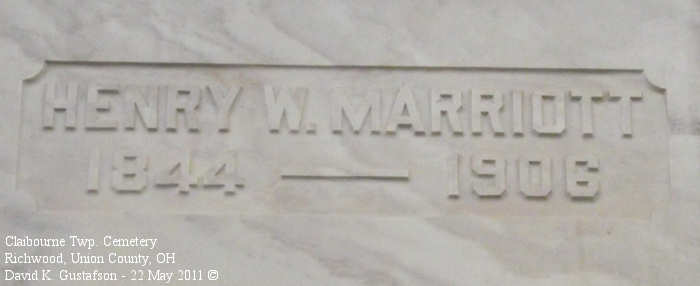 HENRY W. MARRIOTT
1844 — 1906
Claibourne Twp. Cemetery
Richwood, Union County, OH
David K. Gustafson - 22 May 2011 ©